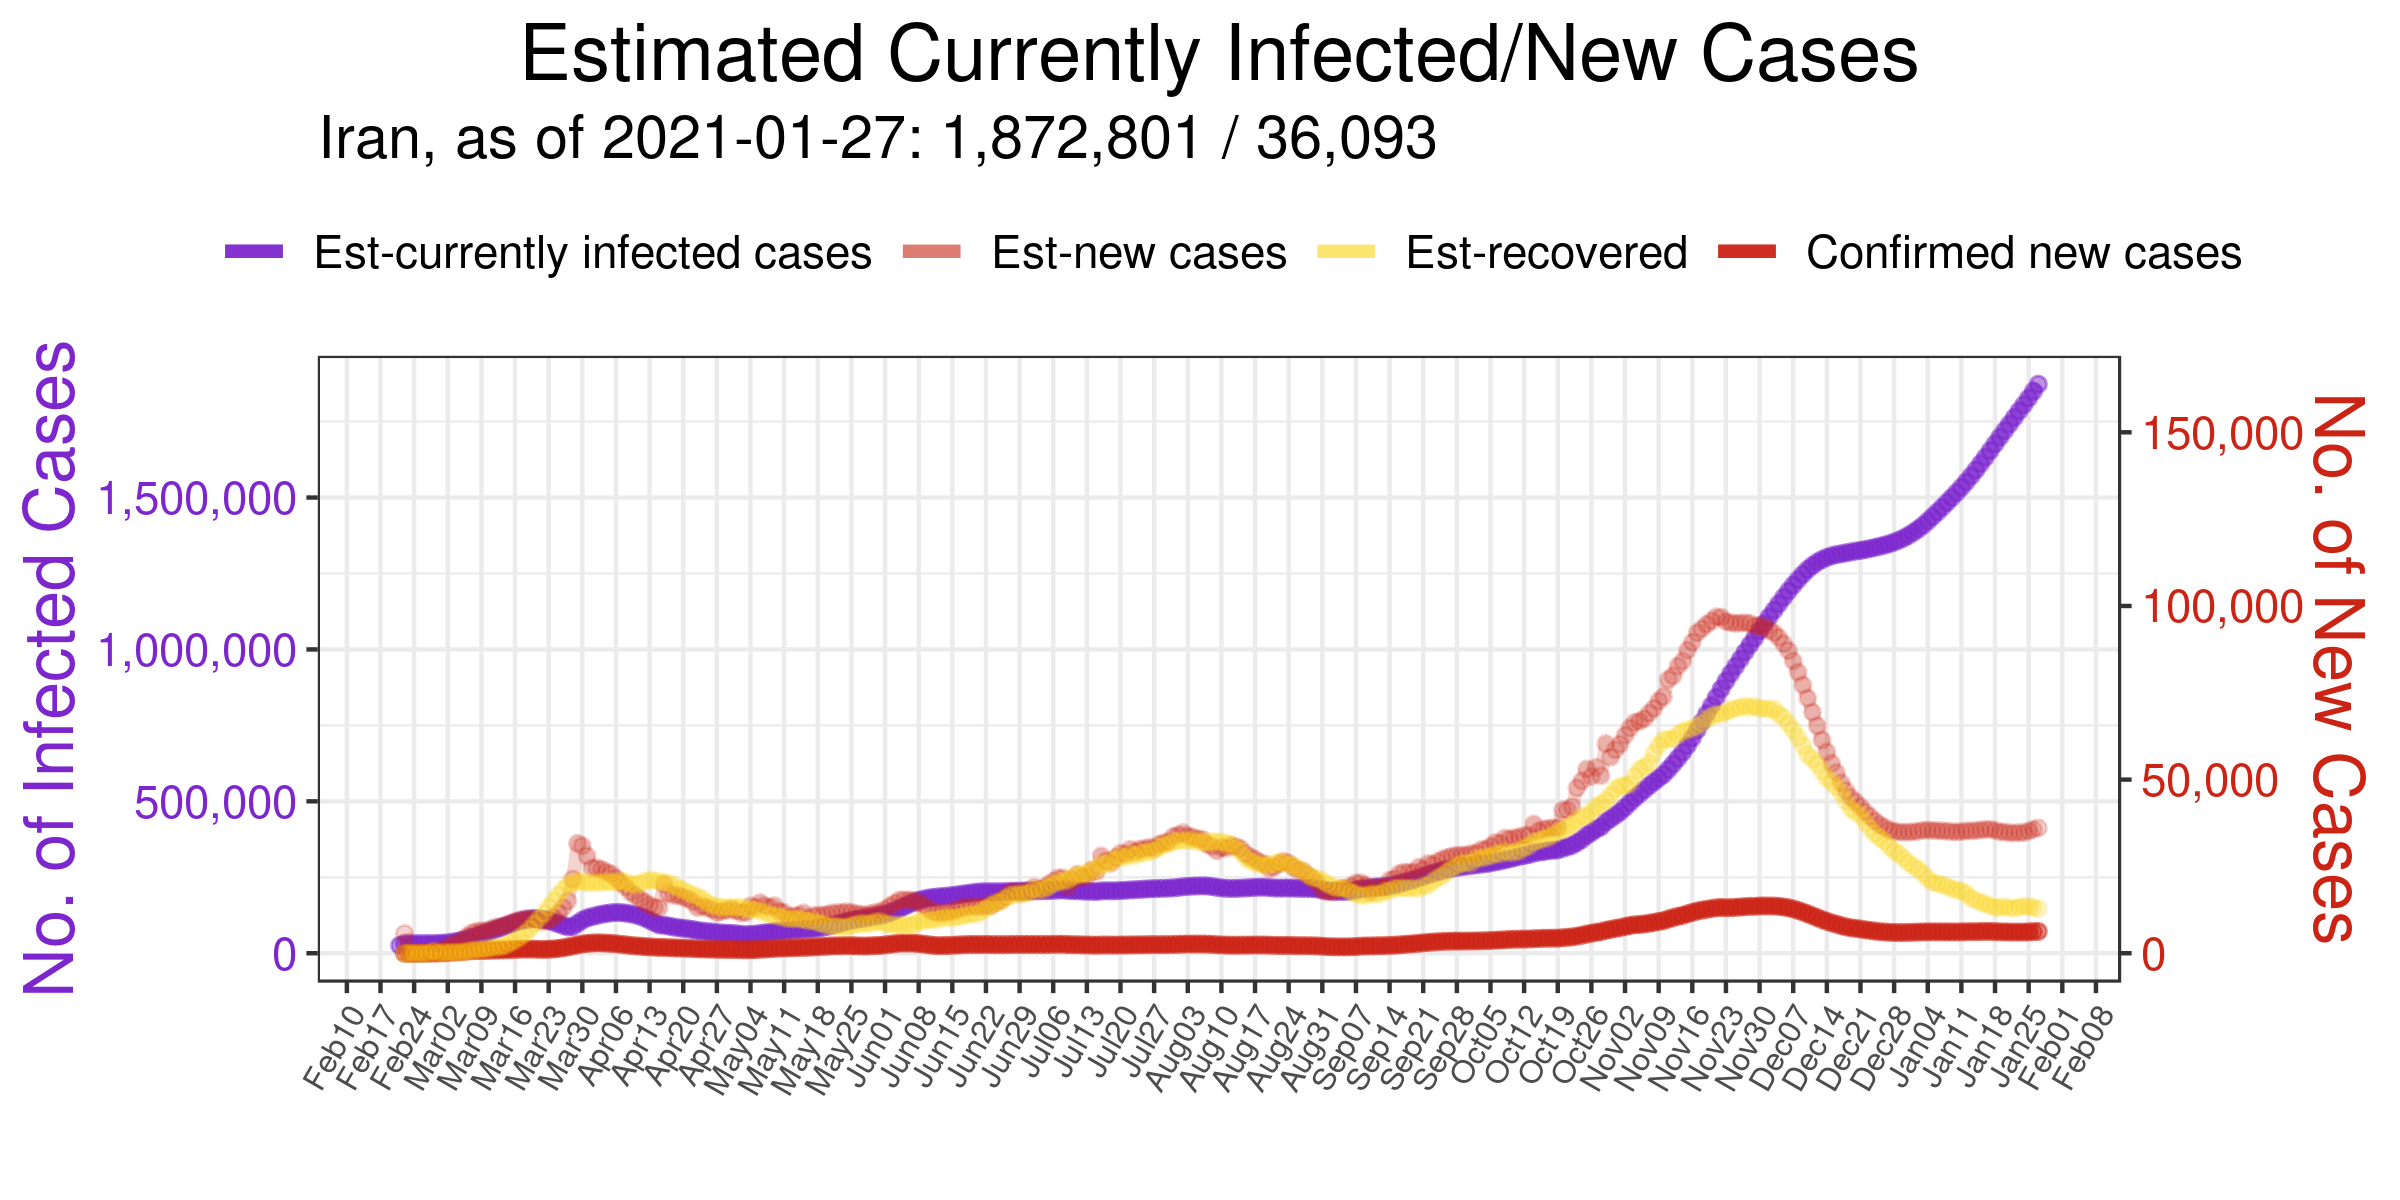 Estimated Currently Infected/New Cases
Iran, as of 2021-01-27: 1,872,801 / 36,093
Est-currently infected cases Est-new cases Est-recovered Confirmed new cases
No. of Infected Cases
1,500,000
1,000,000
500,000
0
150,000
100,000
50,000
0
No. of New Cases
Feb10 Feb17 Feb24 Mar02 Mar09 Mar16 Mar23 Mar30 Apr06 Apr13 Apr20 Apr27 May04 May11 May18 May25 Jun01 Jun08 Jun15 Jun22 Jun29 Jul06 Jul13 Jul20 Jul27 Aug03 Aug10 Aug17 Aug24 Aug31 Sep07 Sep14 Sep21 Sep28 Oct05 Oct12 Oct19 Oct26 Nov02 Nov09 Nov16 Nov23 Nov30 Dec07 Dec14 Dec21 Dec28 Jan04 Jan11 Jan18 Jan25 Feb01 Feb08